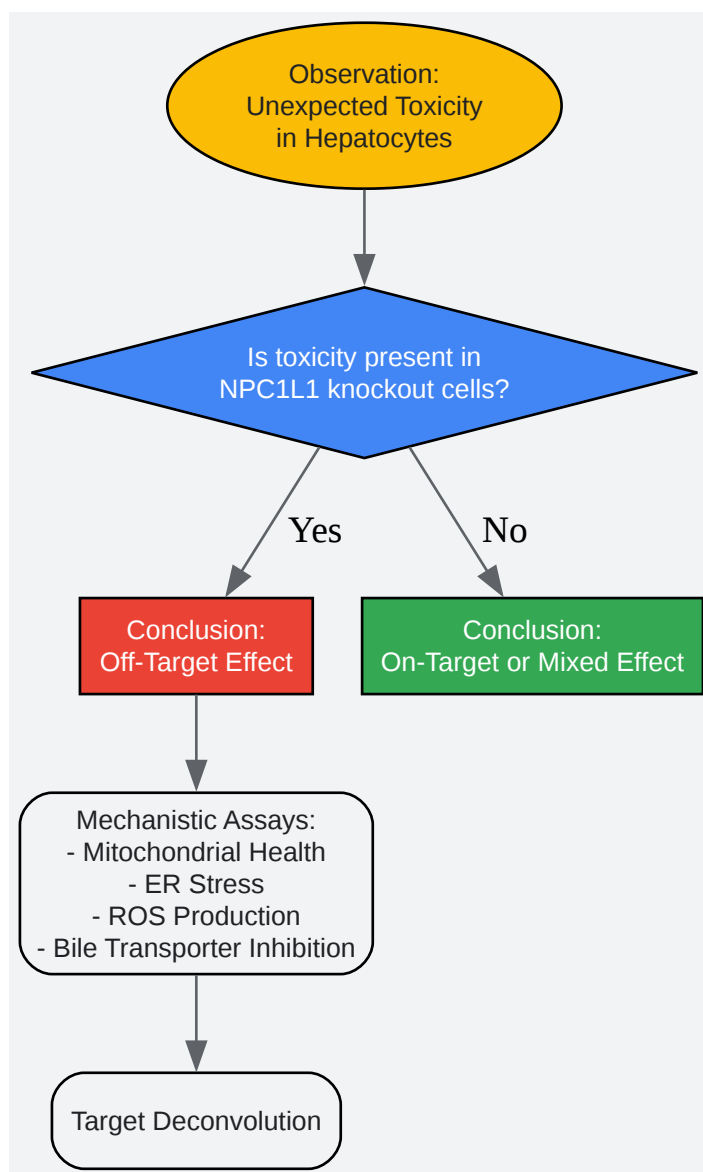 Observation:
Unexpected Toxicity
in Hepatocytes
Is toxicity present in
NPC1L1 knockout cells?
Yes
No
Conclusion:
Off-Target Effect
Conclusion:
On-Target or Mixed Effect
Mechanistic Assays:
- Mitochondrial Health
- ER Stress
- ROS Production
- Bile Transporter Inhibition
Target Deconvolution